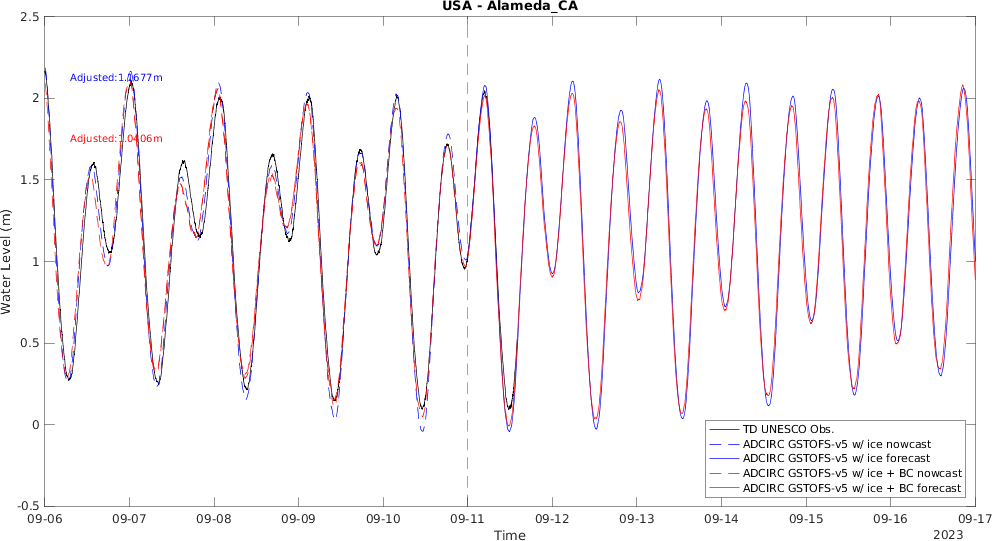 USA - Alameda_CA
2.5
2
1.5
1
0.5
0
-0.5
Water Level (m)
Adjusted:1.0677m
Adjusted:1.0406m
TD UNESCO Obs.
ADCIRC GSTOFS-v5 w/ ice nowcast
ADCIRC GSTOFS-v5 w/ ice forecast
ADCIRC GSTOFS-v5 w/ ice + BC nowcast
ADCIRC GSTOFS-v5 w/ ice + BC forecast
09-06 09-07 09-08 09-09 09-10 09-11 09-12 09-13 09-14 09-15 09-16 09-17
Time
2023